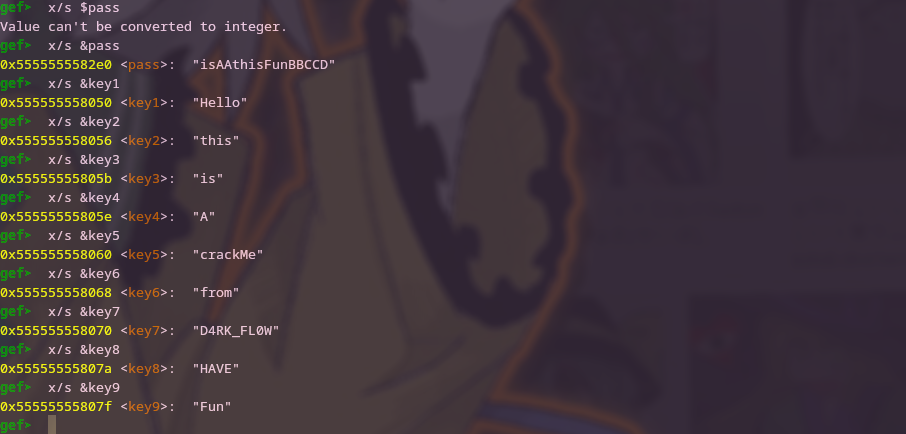 gef➤  x/s $pass
Value can't be converted to integer.
gef➤  x/s &pass
0x5555555582e0 <pass>:  "isAAthisFunBBCCD"
gef➤  x/s &key1
0x555555558050 <key1>:  "Hello"
gef➤  x/s &key2
0x555555558056 <key2>:  "this"
gef➤  x/s &key3
0x55555555805b <key3>:  "is"
gef➤  x/s &key4
0x55555555805e <key4>:  "A"
gef➤  x/s &key5
0x555555558060 <key5>:  "crackMe"
gef➤  x/s &key6
0x555555558068 <key6>:  "from"
gef➤  x/s &key7
0x555555558070 <key7>:  "D4RK_FL0W"
gef➤  x/s &key8
0x55555555807a <key8>:  "HAVE"
gef➤  x/s &key9
0x55555555807f <key9>:  "Fun"
gef➤